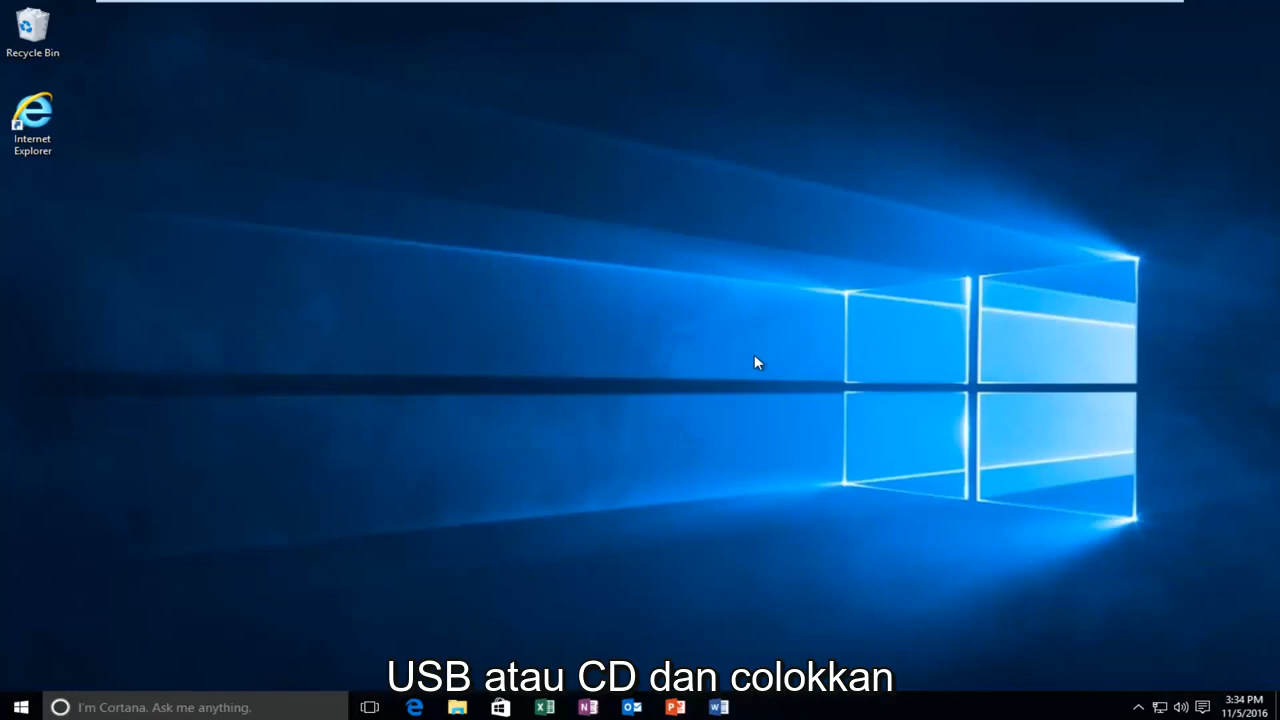 Recycle Bin
Internet
Explorer
USB atau CD dan colokkan
I'm Cortana. Ask me anything.
3:34 PM
11/5/2016